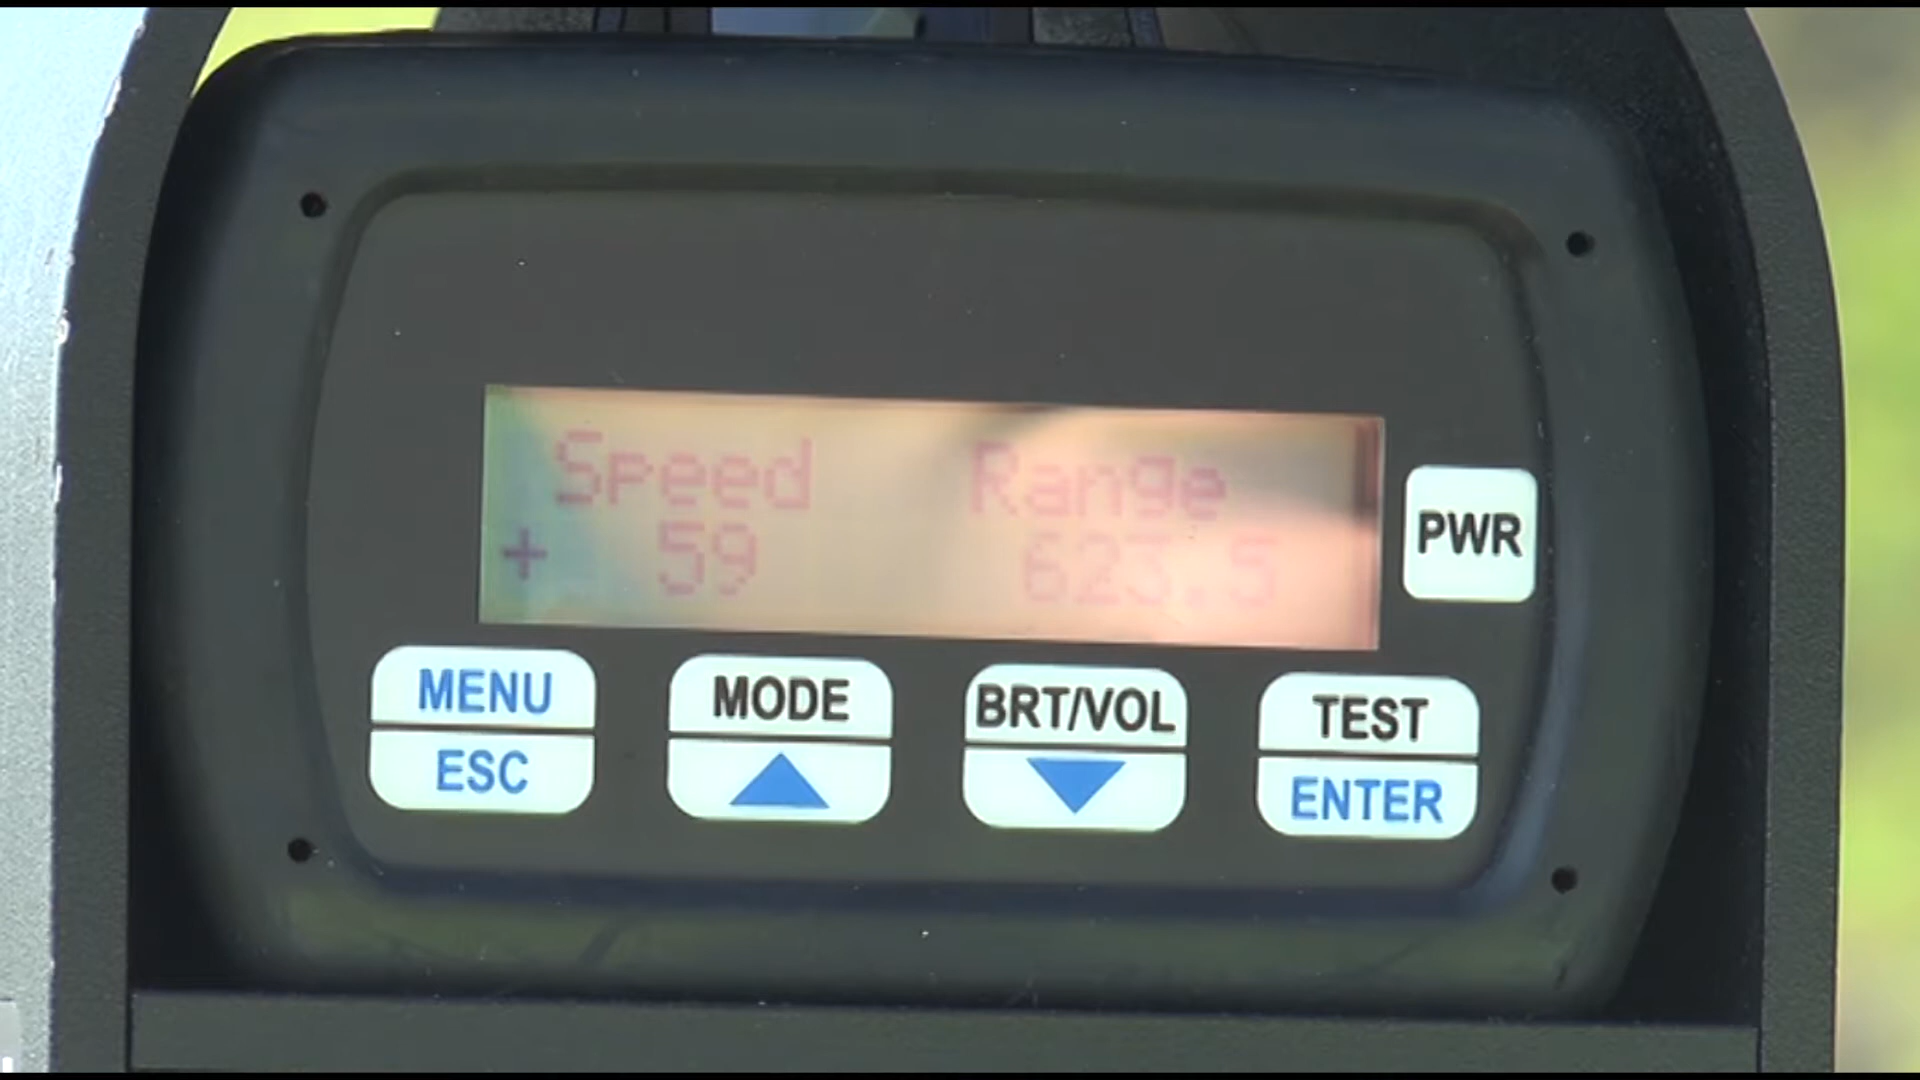 Speed Range
+ 59 623.5
PWR
MENU MODE BRT/VOL TEST
ESC ENTER